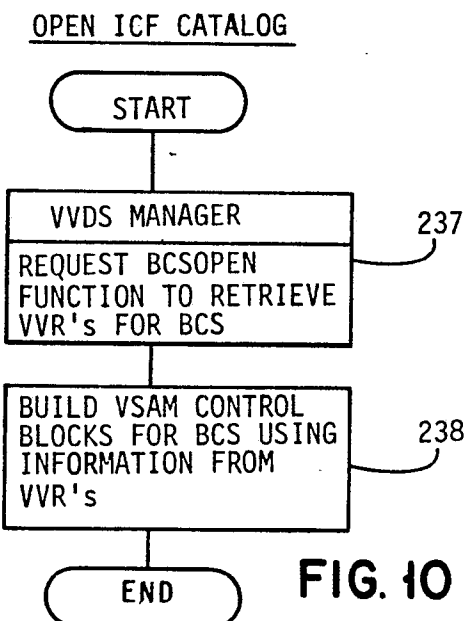 OPEN ICF CATALOG
START
VVDS MANAGER
237
REQUEST BCSOPEN
FUNCTION TO RETRIEVE
VVR's FOR BCS
BUILD VSAM CONTROL
BLOCKS FOR BCS USING
INFORMATION FROM
VVR's
238
END
FIG. 10